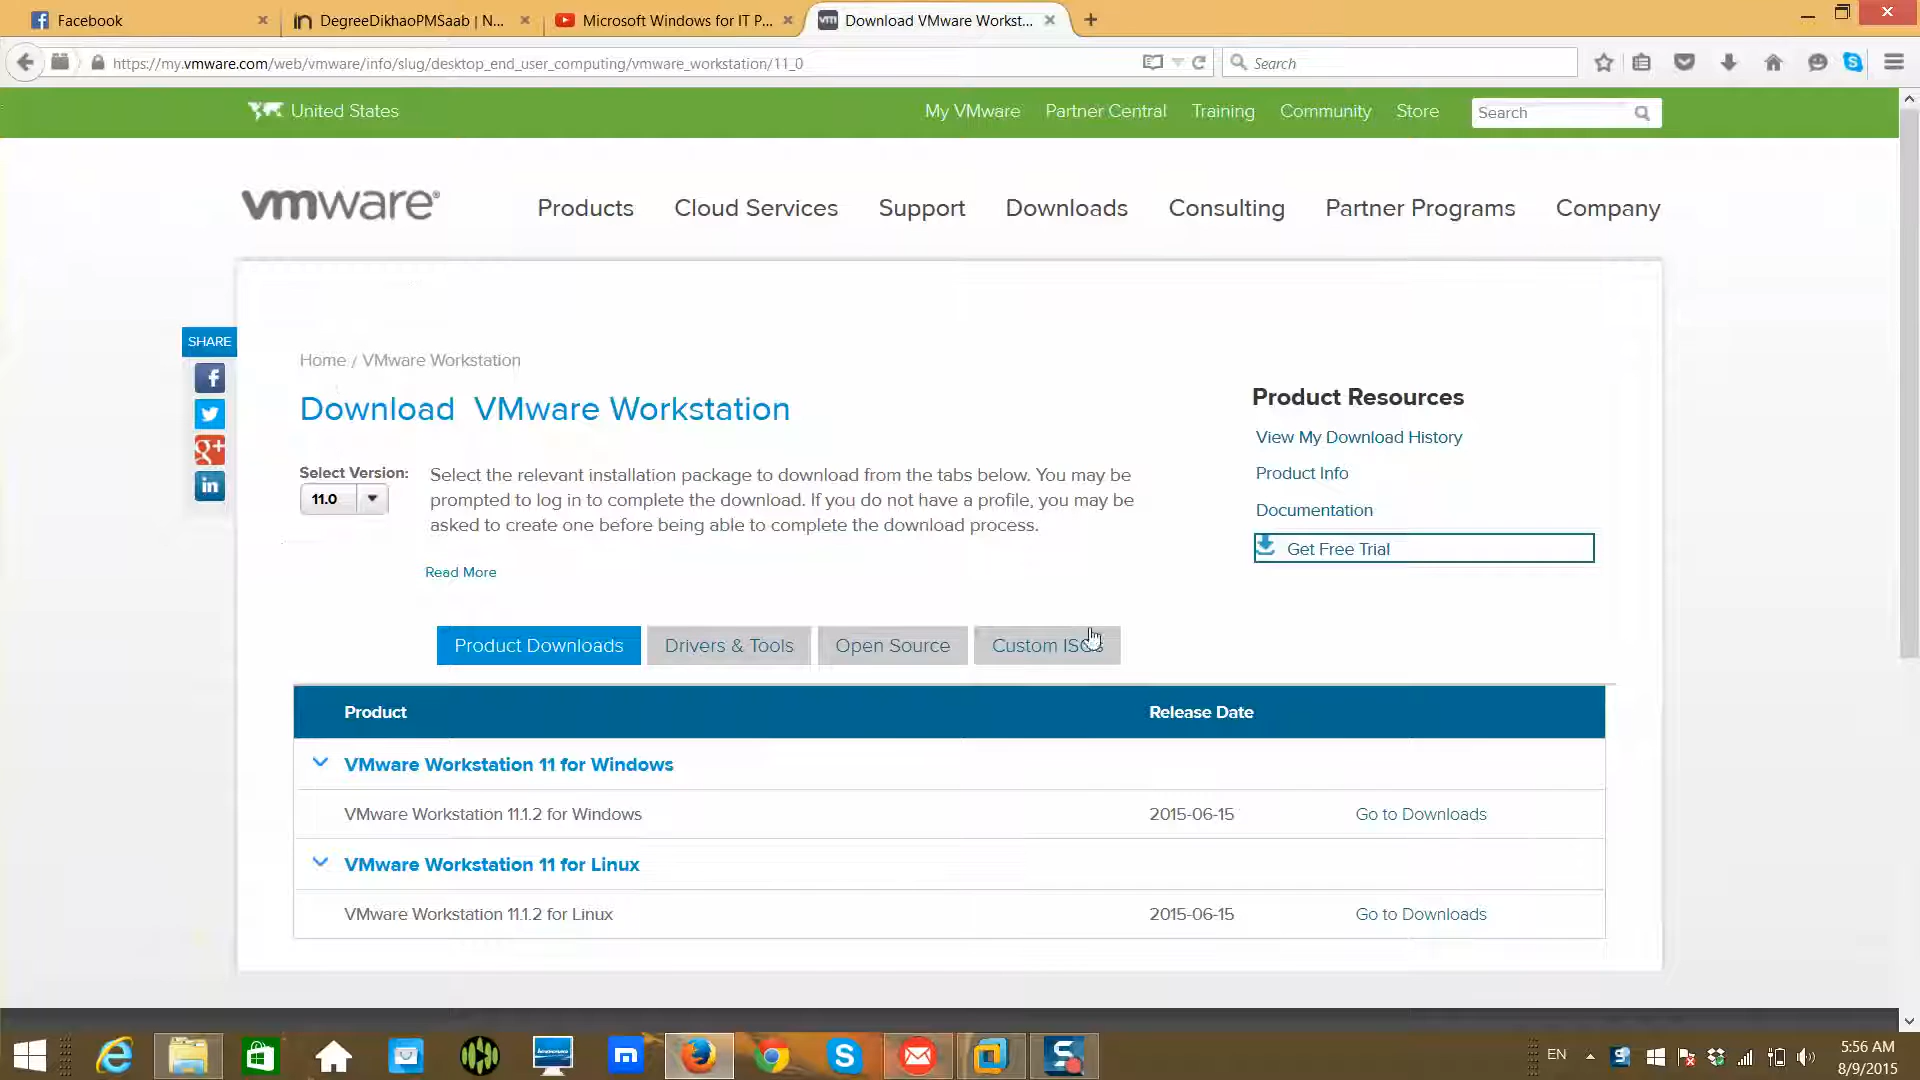 Facebook
DegreeDikhaoPMSaab | N...
Microsoft Windows for IT P...
Download VMware Workst...
https://my.vmware.com/web/vmware/info/slug/desktop_end_user_computing/vmware_workstation/11_0
Search
United States
My VMware
Partner Central
Training
Community
Store
Search
vmware®
Products
Cloud Services
Support
Downloads
Consulting
Partner Programs
Company
SHARE
Home / VMware Workstation
Download VMware Workstation
Select Version:
11.0
Select the relevant installation package to download from the tabs below. You may be
prompted to log in to complete the download. If you do not have a profile, you may be
asked to create one before being able to complete the download process.
Read More
Product Resources
View My Download History
Product Info
Documentation
Get Free Trial
Product Downloads
Drivers & Tools
Open Source
Custom ISOs
Product
Release Date
VMware Workstation 11 for Windows
VMware Workstation 11.1.2 for Windows
2015-06-15
Go to Downloads
VMware Workstation 11 for Linux
VMware Workstation 11.1.2 for Linux
2015-06-15
Go to Downloads
EN
5:56 AM
8/9/2015